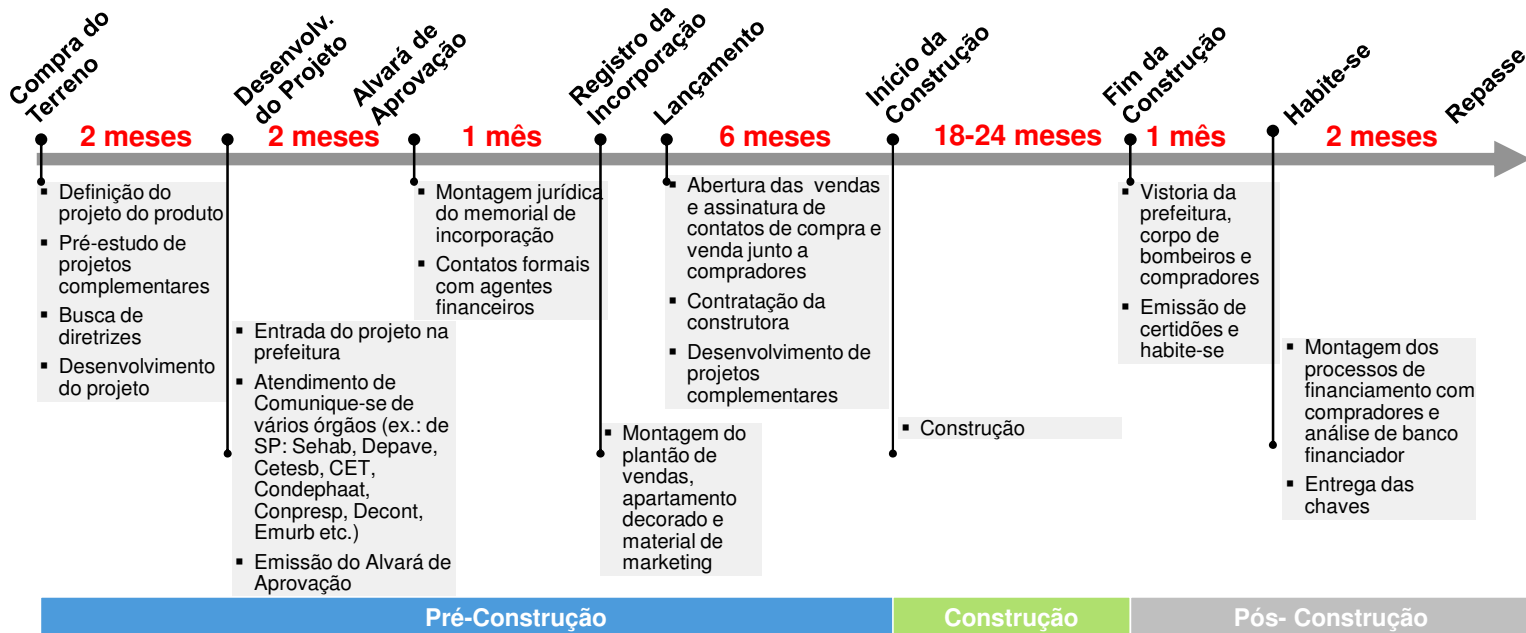 Compra do
Terreno
Desenvolv.
do Projeto
Alvará de
Aprovação
Registro da
Incorporação
Lançamento
Início da
Construção
Fim da
Construção
Habite-se
Repasse
2 meses
2 meses
1 mês
6 meses
18-24 meses
1 mês
2 meses
▪ Definição do
projeto do produto
▪ Pré-estudo de
projetos
complementares
▪ Busca de
diretrizes
▪ Desenvolvimento
do projeto
▪ Entrada do projeto na
prefeitura
▪ Atendimento de
Comunique-se de
vários órgãos (ex.: de
SP: Sehab, Depave,
Cetesb, CET,
Condephaat,
Conpresp, Decont,
Emurb etc.)
▪ Emissão do Alvará de
Aprovação
▪ Montagem jurídica
do memorial de
incorporação
▪ Contatos formais
com agentes
financeiros
▪ Montagem do
plantão de
vendas,
apartamento
decorado e
material de
marketing
▪ Abertura das vendas
e assinatura de
contatos de compra e
venda junto a
compradores
▪ Contratação da
construtora
▪ Desenvolvimento de
projetos
complementares
▪ Construção
▪ Vistoria da
prefeitura,
corpo de
bombeiros e
compradores
▪ Emissão de
certidões e
habite-se
▪ Montagem dos
processos de
financiamento com
compradores e
análise de banco
financiador
▪ Entrega das
chaves
Pré-Construção
Construção
Pós- Construção